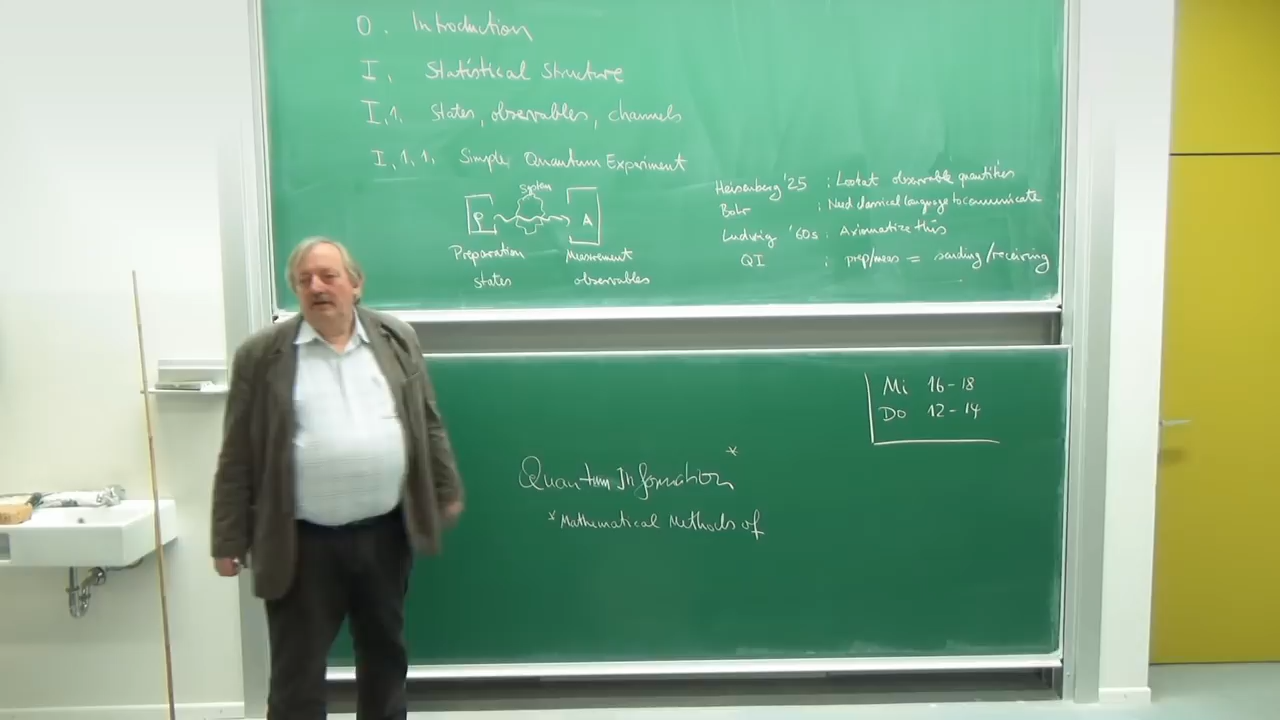 0. Introduction
I. Statistical Structure
I,1. States, observables, channels
I,1,1, Simple Quantum Experiment
System
P A
Preparation Measurement
states observables
Heisenberg '25 : Look at observable quantities
Bohr : Need classical language to communicate
Ludwig '60s : Axiomatize this
QI : prep/meas = sending/receiving
Mi 16-18
Do 12-14
Quantum Information *
* Mathematical Methods of